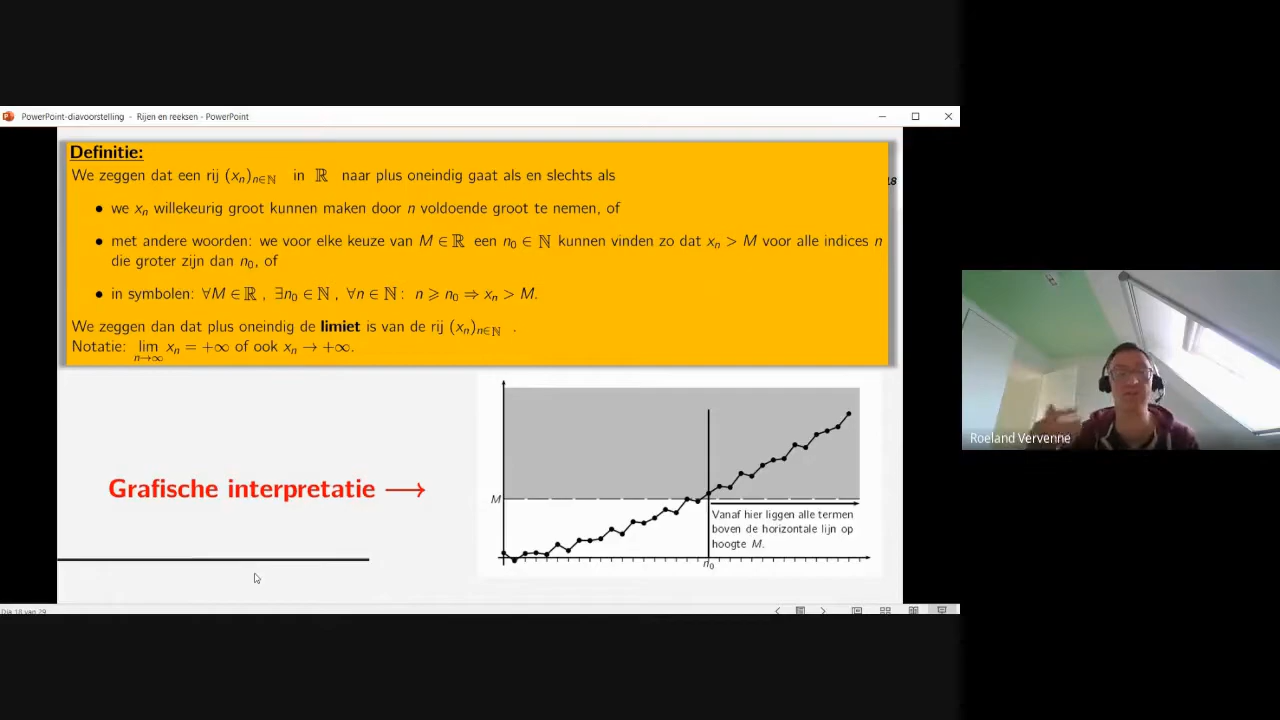 PowerPoint-diavoorstelling - Rijen en reeksen - PowerPoint
Definitie:
We zeggen dat een rij (xₙ)ₙ∈ℕ in ℝ naar plus oneindig gaat als en slechts als
18
• we xₙ willekeurig groot kunnen maken door n voldoende groot te nemen, of
• met andere woorden: we voor elke keuze van M ∈ ℝ een n₀ ∈ ℕ kunnen vinden zo dat xₙ > M voor alle indices n
die groter zijn dan n₀, of
• in symbolen: ∀M ∈ ℝ , ∃n₀ ∈ ℕ , ∀n ∈ ℕ : n ⩾ n₀ ⇒ xₙ > M.
We zeggen dan dat plus oneindig de limiet is van de rij (xₙ)ₙ∈ℕ .
Notatie: lim n→∞ xₙ = +∞ of ook xₙ → +∞.
Grafische interpretatie ⟶
M
Vanaf hier liggen alle termen
boven de horizontale lijn op
hoogte M.
n₀
Dia 18 van 29
Roeland Vervenne